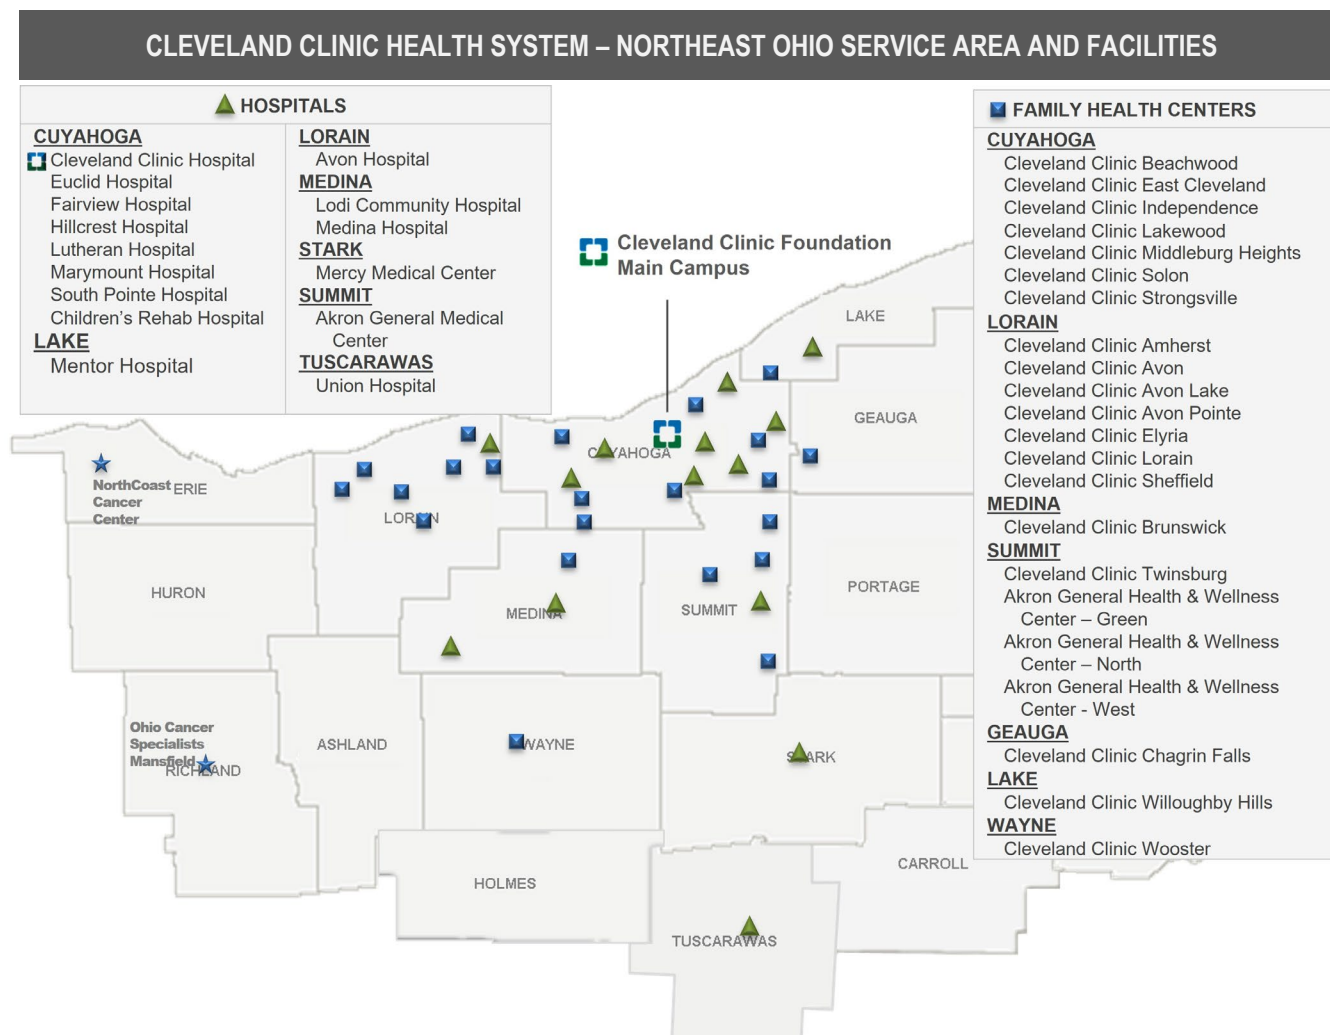 CLEVELAND CLINIC HEALTH SYSTEM – NORTHEAST OHIO SERVICE AREA AND FACILITIES
HOSPITALS
CUYAHOGA
Cleveland Clinic Hospital
Euclid Hospital
Fairview Hospital
Hillcrest Hospital
Lutheran Hospital
Marymount Hospital
South Pointe Hospital
Children's Rehab Hospital
LAKE
Mentor Hospital
LORAIN
Avon Hospital
MEDINA
Lodi Community Hospital
Medina Hospital
STARK
Mercy Medical Center
SUMMIT
Akron General Medical
Center
TUSCARAWAS
Union Hospital
FAMILY HEALTH CENTERS
CUYAHOGA
Cleveland Clinic Beachwood
Cleveland Clinic East Cleveland
Cleveland Clinic Independence
Cleveland Clinic Lakewood
Cleveland Clinic Middleburg Heights
Cleveland Clinic Solon
Cleveland Clinic Strongsville
LORAIN
Cleveland Clinic Amherst
Cleveland Clinic Avon
Cleveland Clinic Avon Lake
Cleveland Clinic Avon Pointe
Cleveland Clinic Elyria
Cleveland Clinic Lorain
Cleveland Clinic Sheffield
MEDINA
Cleveland Clinic Brunswick
SUMMIT
Cleveland Clinic Twinsburg
Akron General Health & Wellness
Center – Green
Akron General Health & Wellness
Center – North
Akron General Health & Wellness
Center - West
GEAUGA
Cleveland Clinic Chagrin Falls
LAKE
Cleveland Clinic Willoughby Hills
WAYNE
Cleveland Clinic Wooster
Cleveland Clinic Foundation
Main Campus
LAKE
GEAUGA
CUYAHOGA
NorthCoast
Cancer
Center
ERIE
LORAIN
HURON
MEDINA
SUMMIT
PORTAGE
Ohio Cancer
Specialists
Mansfield
RICHLAND
ASHLAND
WAYNE
STARK
HOLMES
CARROLL
TUSCARAWAS